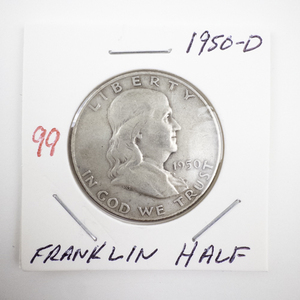 1950-D
LIBERTY
99
1950
IN GOD WE TRUST
FRANKLIN HALF